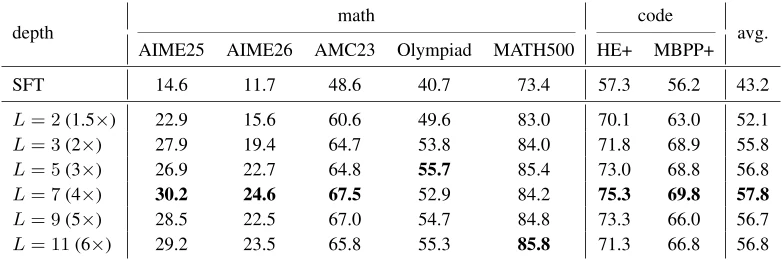 depth math code avg.
AIME25 AIME26 AMC23 Olympiad MATH500 HE+ MBPP+
SFT 14.6 11.7 48.6 40.7 73.4 57.3 56.2 43.2
L = 2 (1.5×) 22.9 15.6 60.6 49.6 83.0 70.1 63.0 52.1
L = 3 (2×) 27.9 19.4 64.7 53.8 84.0 71.8 68.9 55.8
L = 5 (3×) 26.9 22.7 64.8 55.7 85.4 73.0 68.8 56.8
L = 7 (4×) 30.2 24.6 67.5 52.9 84.2 75.3 69.8 57.8
L = 9 (5×) 28.5 22.5 67.0 54.7 84.8 73.3 66.0 56.7
L = 11 (6×) 29.2 23.5 65.8 55.3 85.8 71.3 66.8 56.8